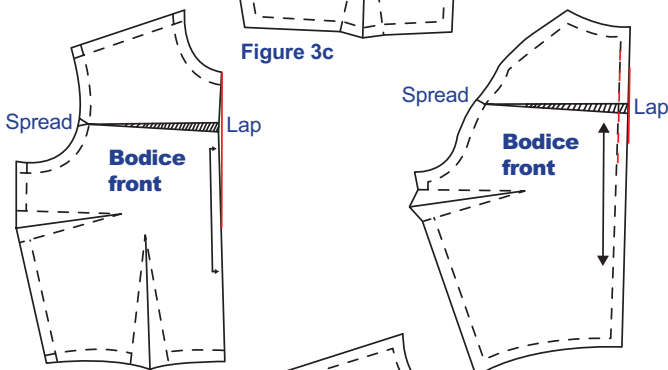 Figure 3c
Spread
Lap
Bodice
front
Spread
Lap
Bodice
front